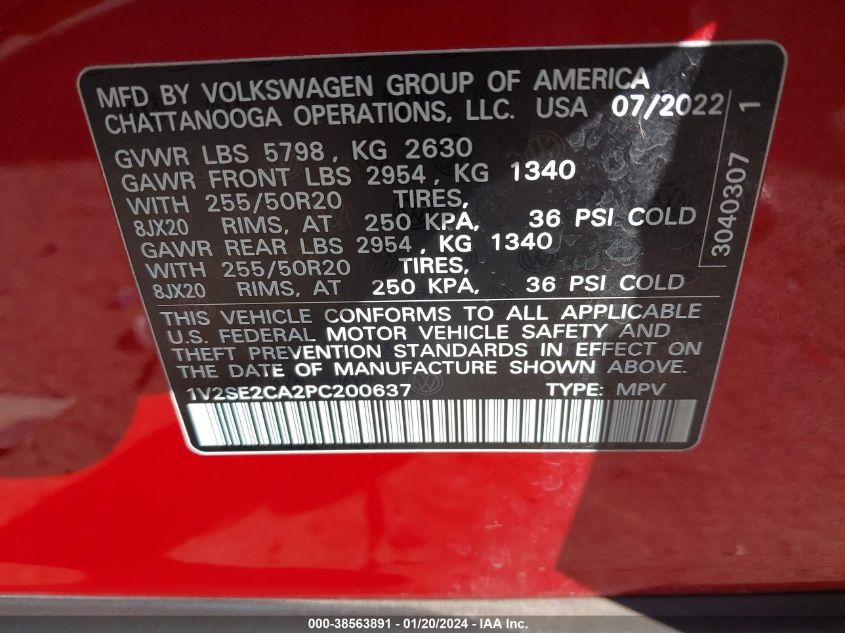 MFD BY VOLKSWAGEN GROUP OF AMERICA
CHATTANOOGA OPERATIONS, LLC. USA 07/2022
GVWR LBS 5798, KG 2630
GAWR FRONT LBS 2954, KG 1340
WITH 255/50R20 TIRES,
8JX20 RIMS, AT 250 KPA, 36 PSI COLD
GAWR REAR LBS 2954, KG 1340
WITH 255/50R20 TIRES,
8JX20 RIMS, AT 250 KPA, 36 PSI COLD
THIS VEHICLE CONFORMS TO ALL APPLICABLE
U.S. FEDERAL MOTOR VEHICLE SAFETY AND
THEFT PREVENTION STANDARDS IN EFFECT ON
THE DATE OF MANUFACTURE SHOWN ABOVE.
1V2SE2CA2PC200637 TYPE: MPV
3040307 1
000-38563891 / 01/20/2024 - IAA Inc.